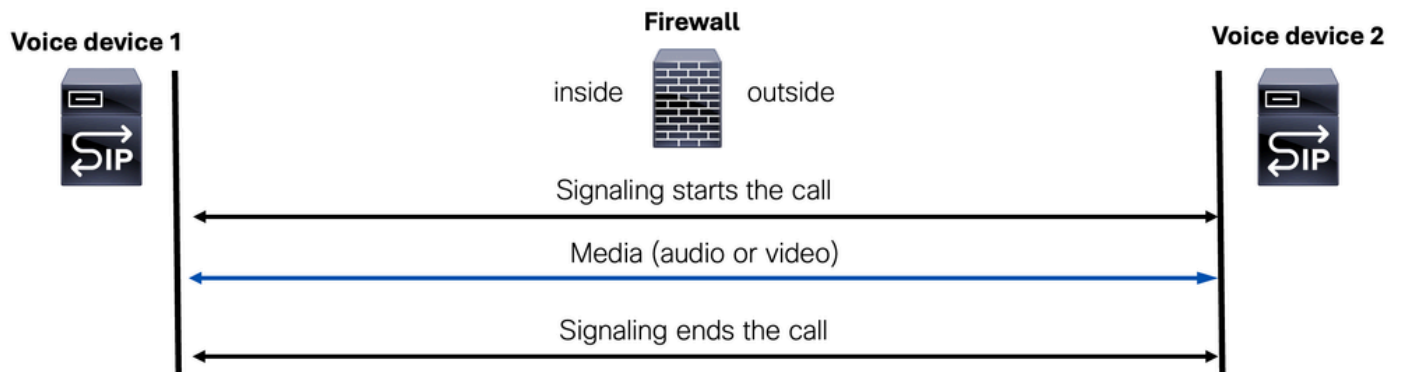 Firewall
Voice device 1
Voice device 2
inside
outside
SIP
SIP
Signaling starts the call
Media (audio or video)
Signaling ends the call